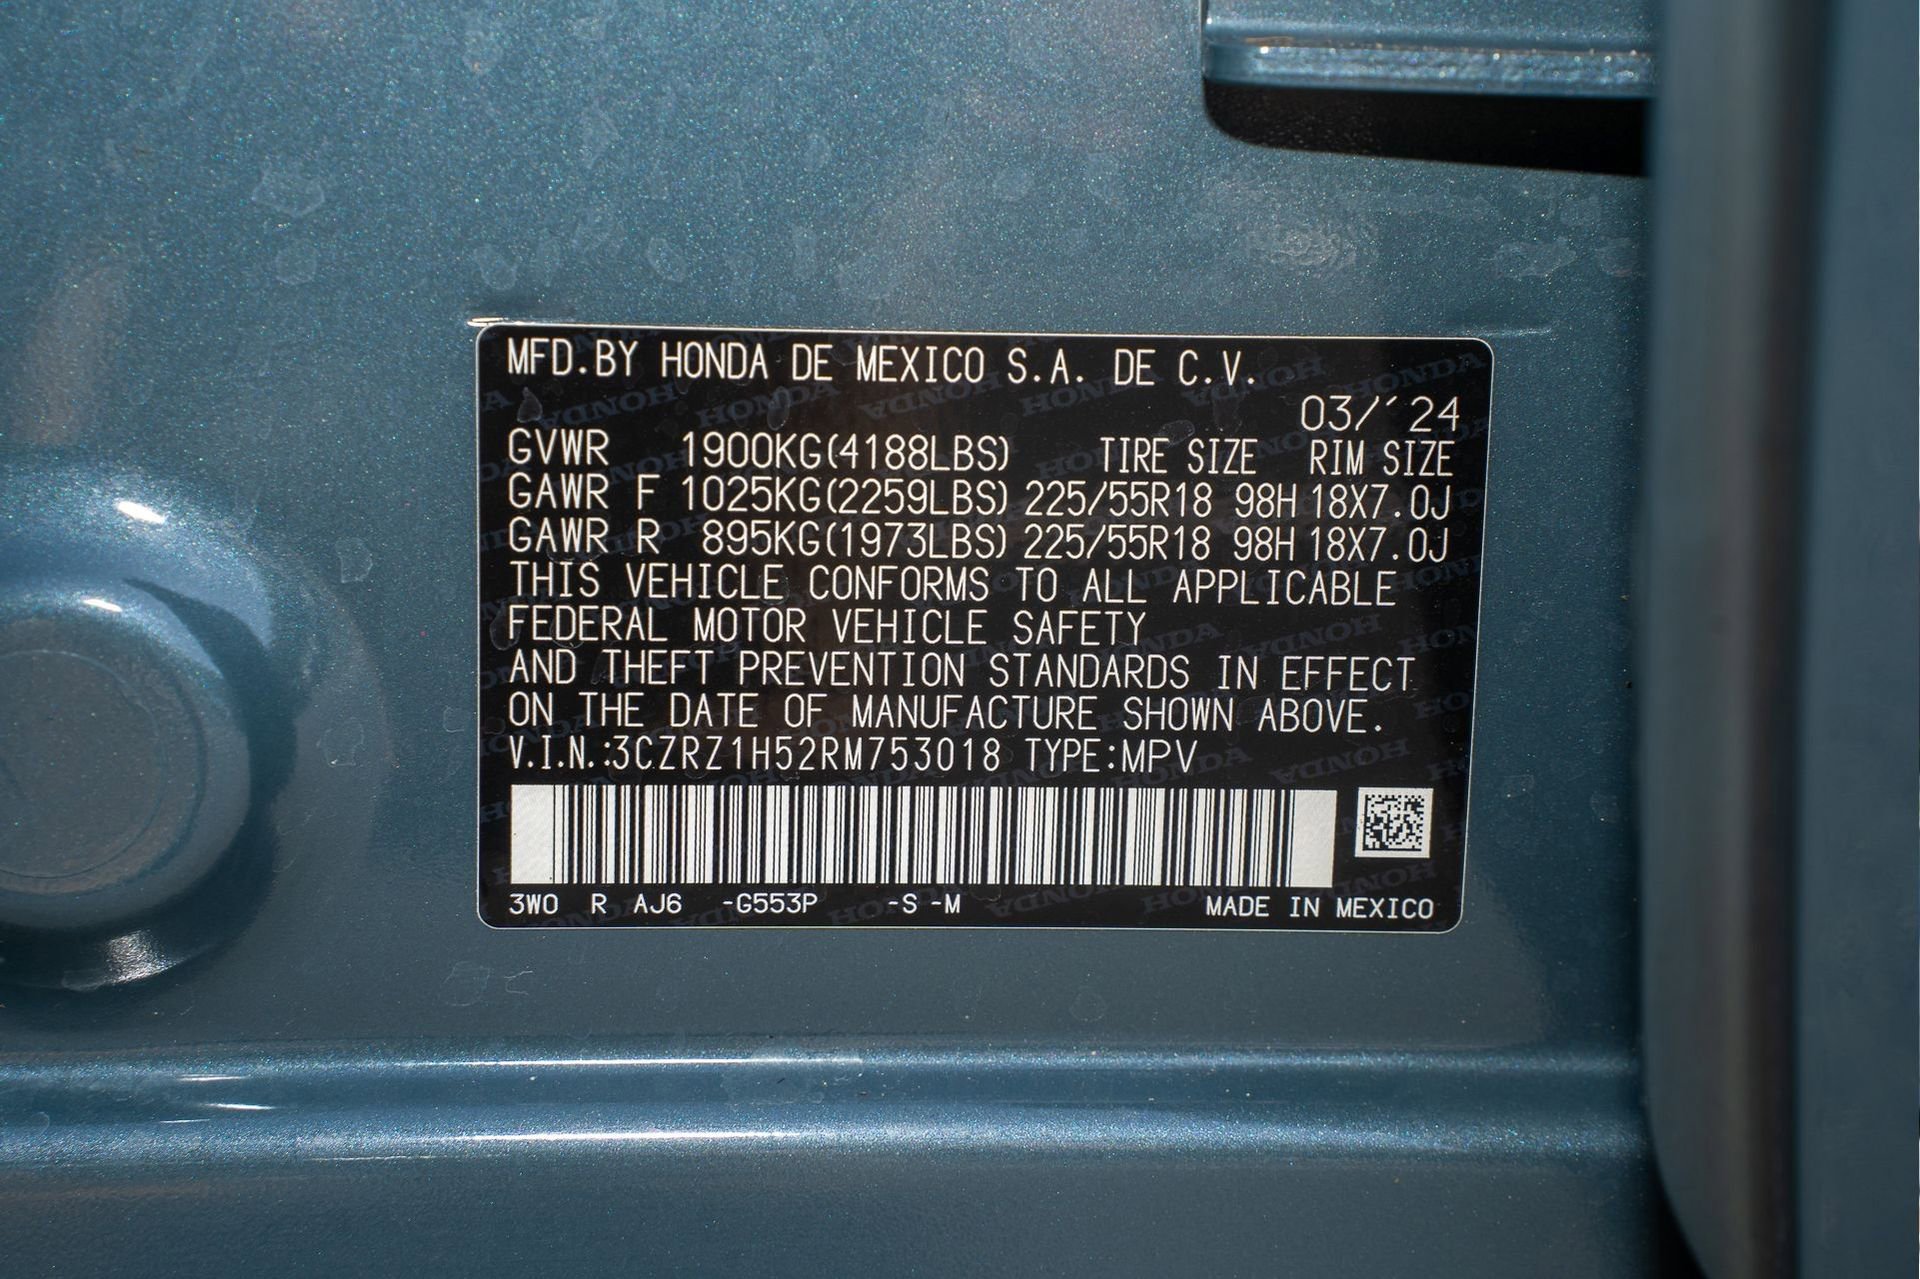 MFD.BY HONDA DE MEXICO S.A. DE C.V.
03/´24
GVWR 1900KG(4188LBS) TIRE SIZE RIM SIZE
GAWR F 1025KG(2259LBS) 225/55R18 98H 18X7.0J
GAWR R 895KG(1973LBS) 225/55R18 98H 18X7.0J
THIS VEHICLE CONFORMS TO ALL APPLICABLE
FEDERAL MOTOR VEHICLE SAFETY
AND THEFT PREVENTION STANDARDS IN EFFECT
ON THE DATE OF MANUFACTURE SHOWN ABOVE.
V.I.N.:3CZRZ1H52RM753018 TYPE:MPV
3W0 R AJ6 -G553P -S -M MADE IN MEXICO